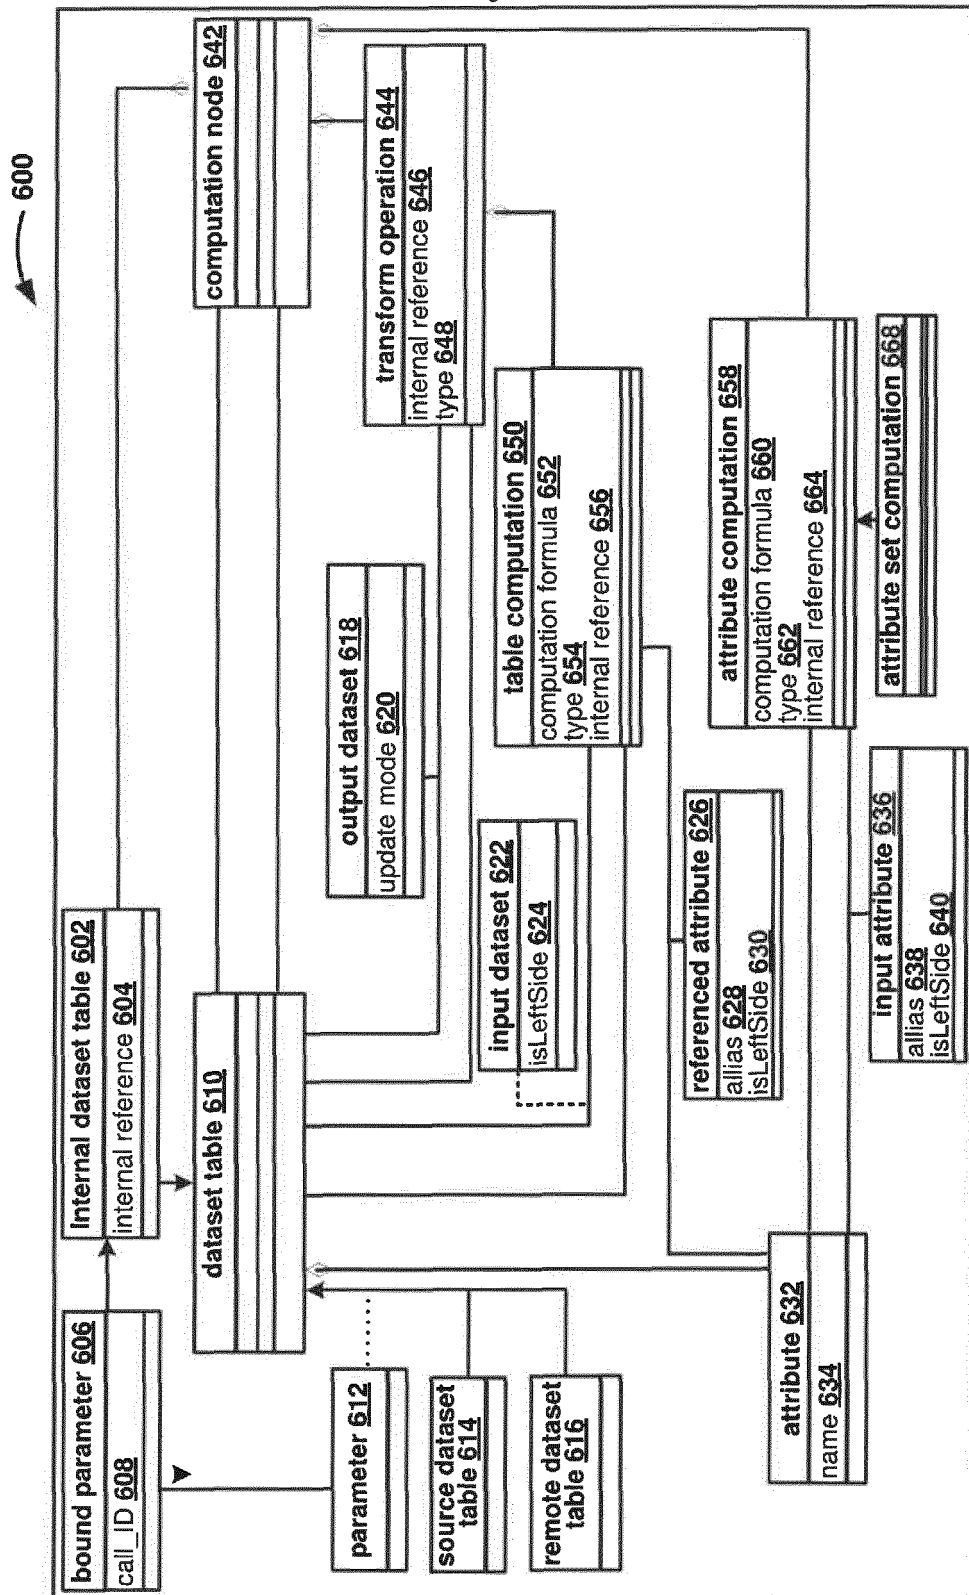 600
bound parameter 606
call_ID 608
Internal dataset table 602
internal reference 604
computation node 642
dataset table 610
parameter 612
source dataset
table 614
remote dataset
table 616
output dataset 618
update mode 620
transform operation 644
internal reference 646
type 648
input dataset 622
isLeftSide 624
table computation 650
computation formula 652
type 654
internal reference 656
referenced attribute 626
allias 628
isLeftSide 630
attribute computation 658
computation formula 660
type 662
internal reference 664
attribute 632
name 634
input attribute 636
allias 638
isLeftSide 640
attribute set computation 668